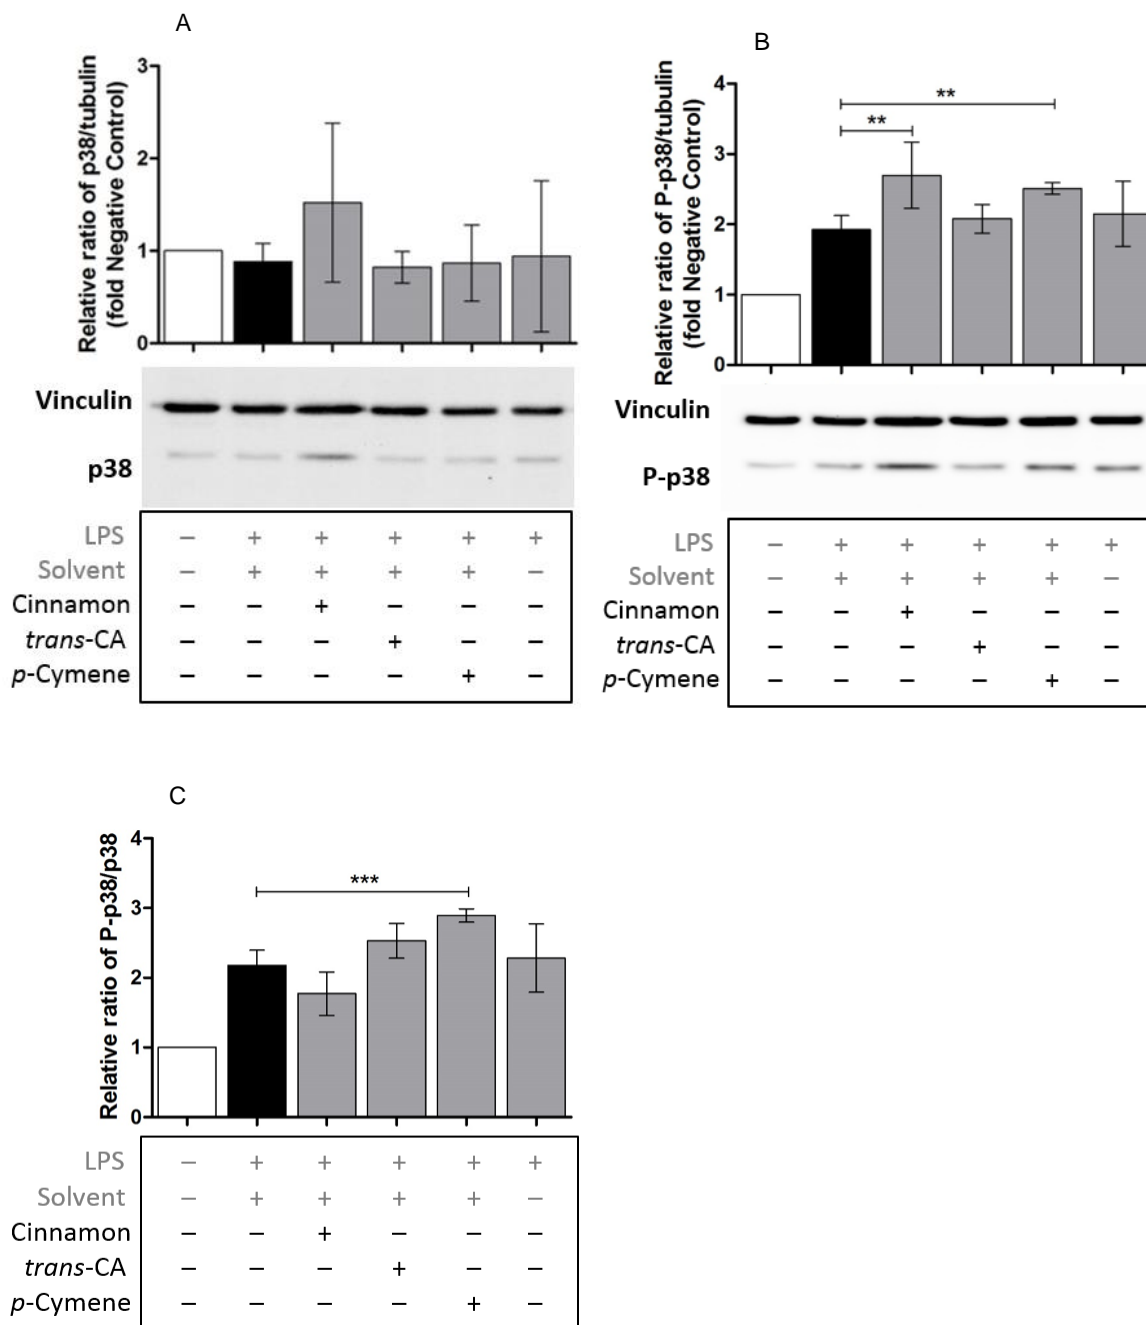 A
Relative ratio of p38/tubulin
(fold Negative Control)
3
2
1
0
Vinculin
p38
LPS − + + + + +
Solvent − + + + + −
Cinnamon − − + − − −
trans-CA − − − + − −
p-Cymene − − − − + −
B
Relative ratio of P-p38/tubulin
(fold Negative Control)
4
3
2
1
0
**
**
Vinculin
P-p38
LPS − + + + + +
Solvent − + + + + −
Cinnamon − − + − − −
trans-CA − − − + − −
p-Cymene − − − − + −
C
Relative ratio of P-p38/p38
4
3
2
1
0
***
LPS − + + + + +
Solvent − + + + + −
Cinnamon − − + − − −
trans-CA − − − + − −
p-Cymene − − − − + −